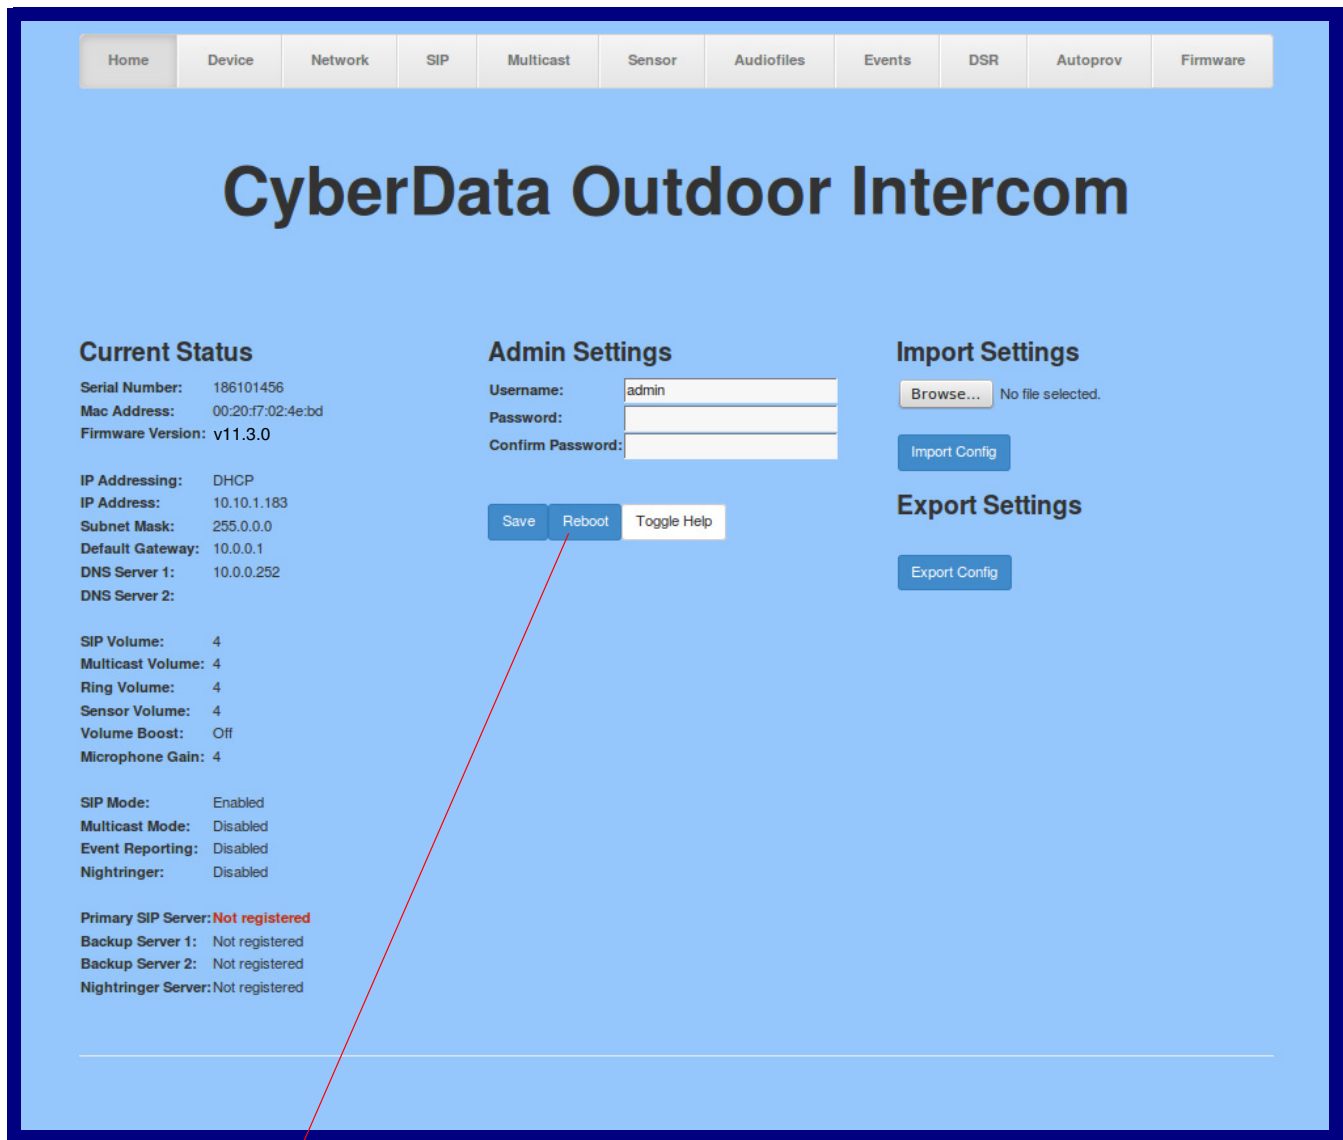 Home Device Network SIP Multicast Sensor Audiofiles Events DSR Autoprov Firmware
CyberData Outdoor Intercom
Current Status
Serial Number: 186101456
Mac Address: 00:20:f7:02:4e:bd
Firmware Version: v11.3.0
IP Addressing: DHCP
IP Address: 10.10.1.183
Subnet Mask: 255.0.0.0
Default Gateway: 10.0.0.1
DNS Server 1: 10.0.0.252
DNS Server 2:
SIP Volume: 4
Multicast Volume: 4
Ring Volume: 4
Sensor Volume: 4
Volume Boost: Off
Microphone Gain: 4
SIP Mode: Enabled
Multicast Mode: Disabled
Event Reporting: Disabled
Nightringer: Disabled
Primary SIP Server: Not registered
Backup Server 1: Not registered
Backup Server 2: Not registered
Nightringer Server: Not registered
Admin Settings
Username: admin
Password:
Confirm Password:
Save Reboot Toggle Help
Import Settings
Browse... No file selected.
Import Config
Export Settings
Export Config